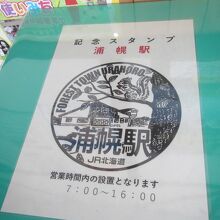 記念スタンプ
浦幌駅
FOREST TOWN URAHORO
浦幌駅
JR北海道
営業時間内の設置となります
7:00~16:00